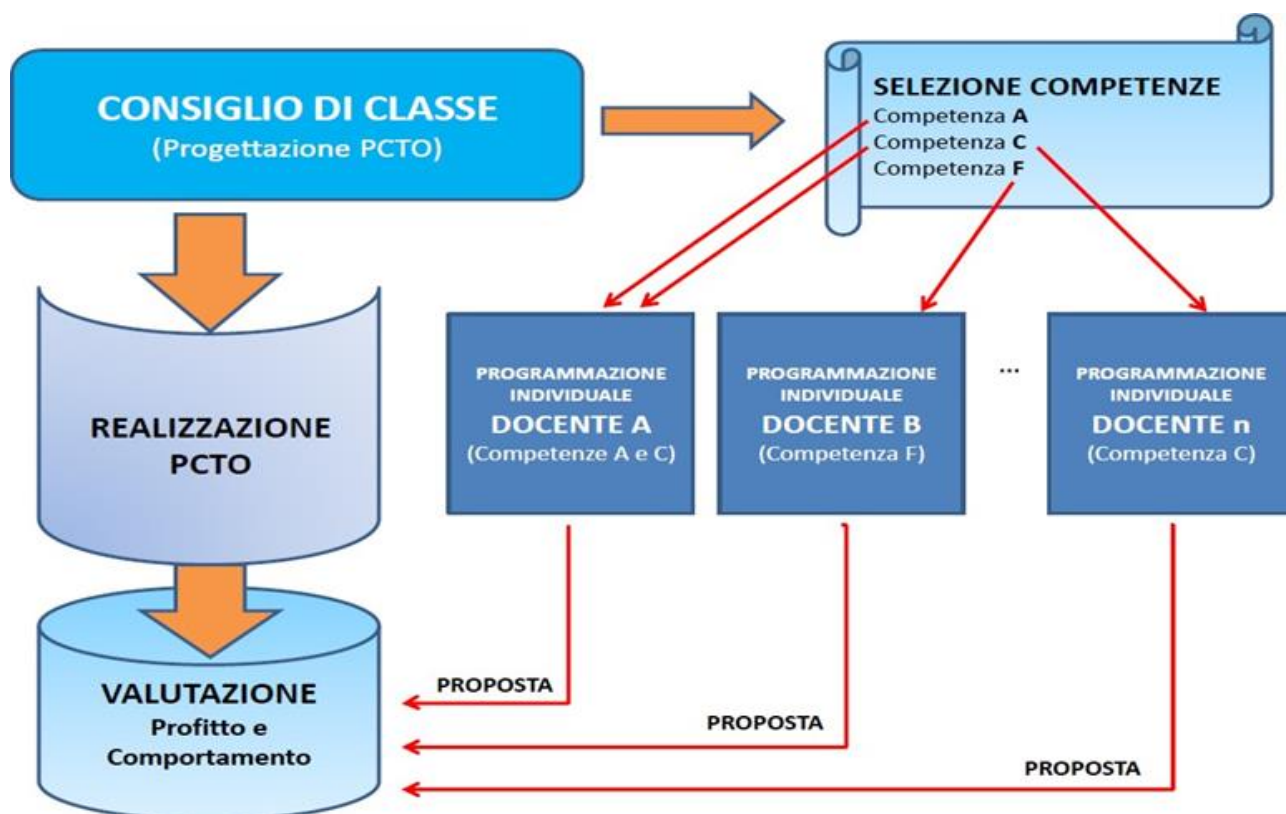 CONSIGLIO DI CLASSE
(Progettazione PCTO)
SELEZIONE COMPETENZE
Competenza A
Competenza C
Competenza F
REALIZZAZIONE
PCTO
PROGRAMMAZIONE
INDIVIDUALE
DOCENTE A
(Competenze A e C)
PROGRAMMAZIONE
INDIVIDUALE
DOCENTE B
(Competenza F)
...
PROGRAMMAZIONE
INDIVIDUALE
DOCENTE n
(Competenza C)
VALUTAZIONE
Profitto e
Comportamento
PROPOSTA
PROPOSTA
PROPOSTA